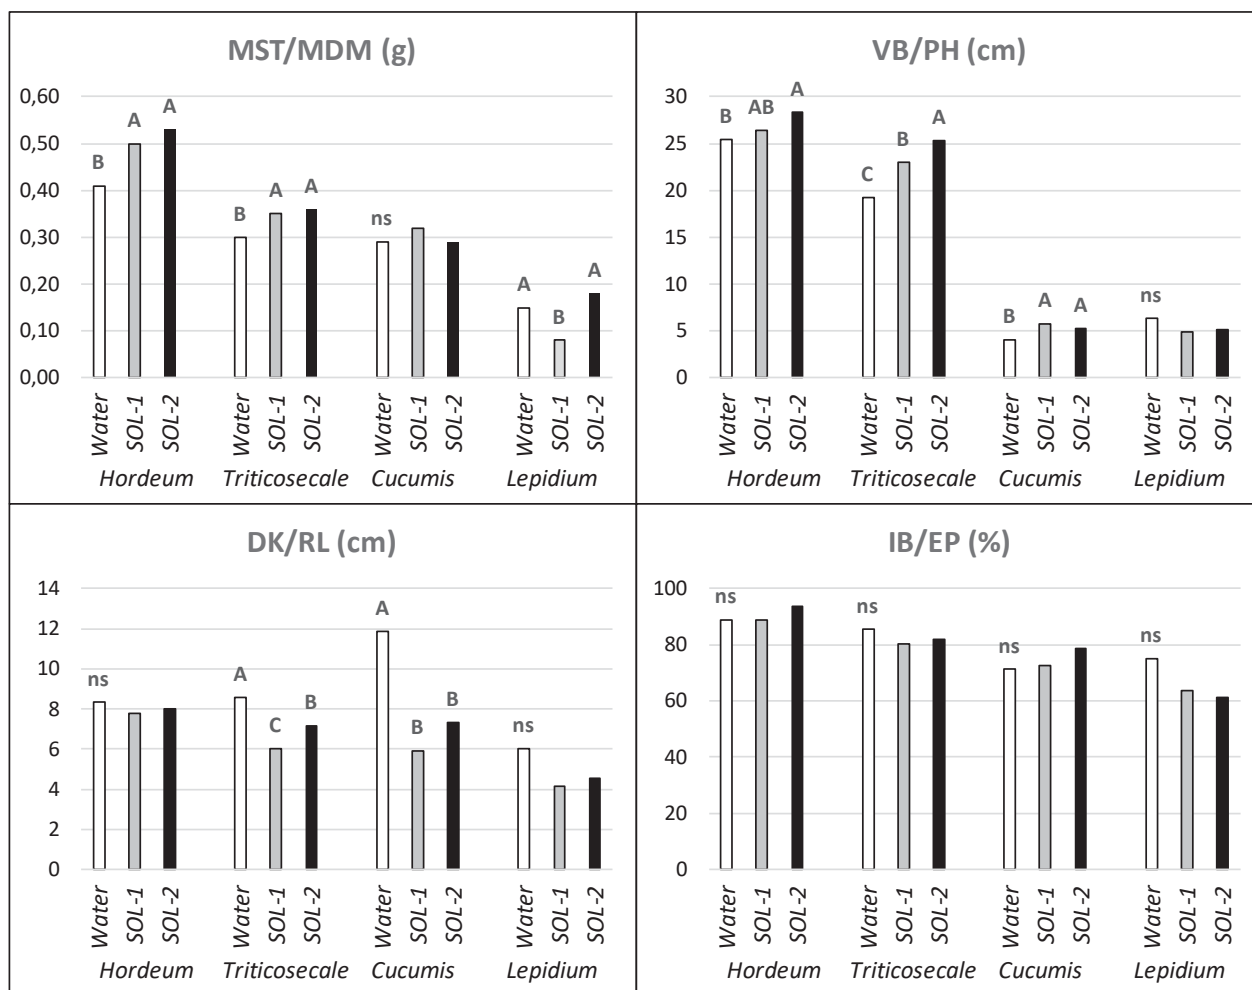 MST/MDM (g)
0,60
0,50
0,40
0,30
0,20
0,10
0,00
B A A
B A A
ns
A B A
Water SOL-1 SOL-2 Water SOL-1 SOL-2 Water SOL-1 SOL-2 Water SOL-1 SOL-2
Hordeum Triticosecale Cucumis Lepidium
VB/PH (cm)
30
25
20
15
10
5
0
B AB A
C B A
B A A
ns
Water SOL-1 SOL-2 Water SOL-1 SOL-2 Water SOL-1 SOL-2 Water SOL-1 SOL-2
Hordeum Triticosecale Cucumis Lepidium
DK/RL (cm)
14
12
10
8
6
4
2
0
ns
A C B
A B B
ns
Water SOL-1 SOL-2 Water SOL-1 SOL-2 Water SOL-1 SOL-2 Water SOL-1 SOL-2
Hordeum Triticosecale Cucumis Lepidium
IB/EP (%)
100
80
60
40
20
0
ns
ns
ns
ns
Water SOL-1 SOL-2 Water SOL-1 SOL-2 Water SOL-1 SOL-2 Water SOL-1 SOL-2
Hordeum Triticosecale Cucumis Lepidium